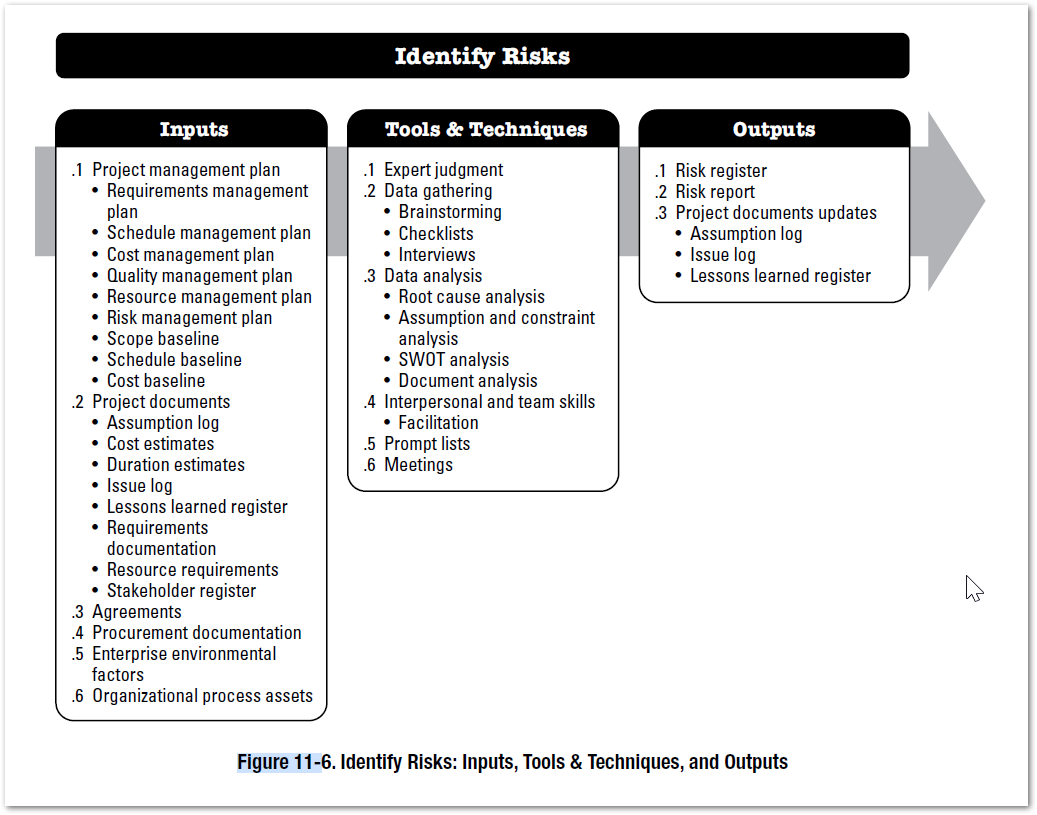 Identify Risks
Inputs
.1 Project management plan
• Requirements management
plan
• Schedule management plan
• Cost management plan
• Quality management plan
• Resource management plan
• Risk management plan
• Scope baseline
• Schedule baseline
• Cost baseline
.2 Project documents
• Assumption log
• Cost estimates
• Duration estimates
• Issue log
• Lessons learned register
• Requirements
documentation
• Resource requirements
• Stakeholder register
.3 Agreements
.4 Procurement documentation
.5 Enterprise environmental
factors
.6 Organizational process assets
Tools & Techniques
.1 Expert judgment
.2 Data gathering
• Brainstorming
• Checklists
• Interviews
.3 Data analysis
• Root cause analysis
• Assumption and constraint
analysis
• SWOT analysis
• Document analysis
.4 Interpersonal and team skills
• Facilitation
.5 Prompt lists
.6 Meetings
Outputs
.1 Risk register
.2 Risk report
.3 Project documents updates
• Assumption log
• Issue log
• Lessons learned register
Figure 11-6. Identify Risks: Inputs, Tools & Techniques, and Outputs